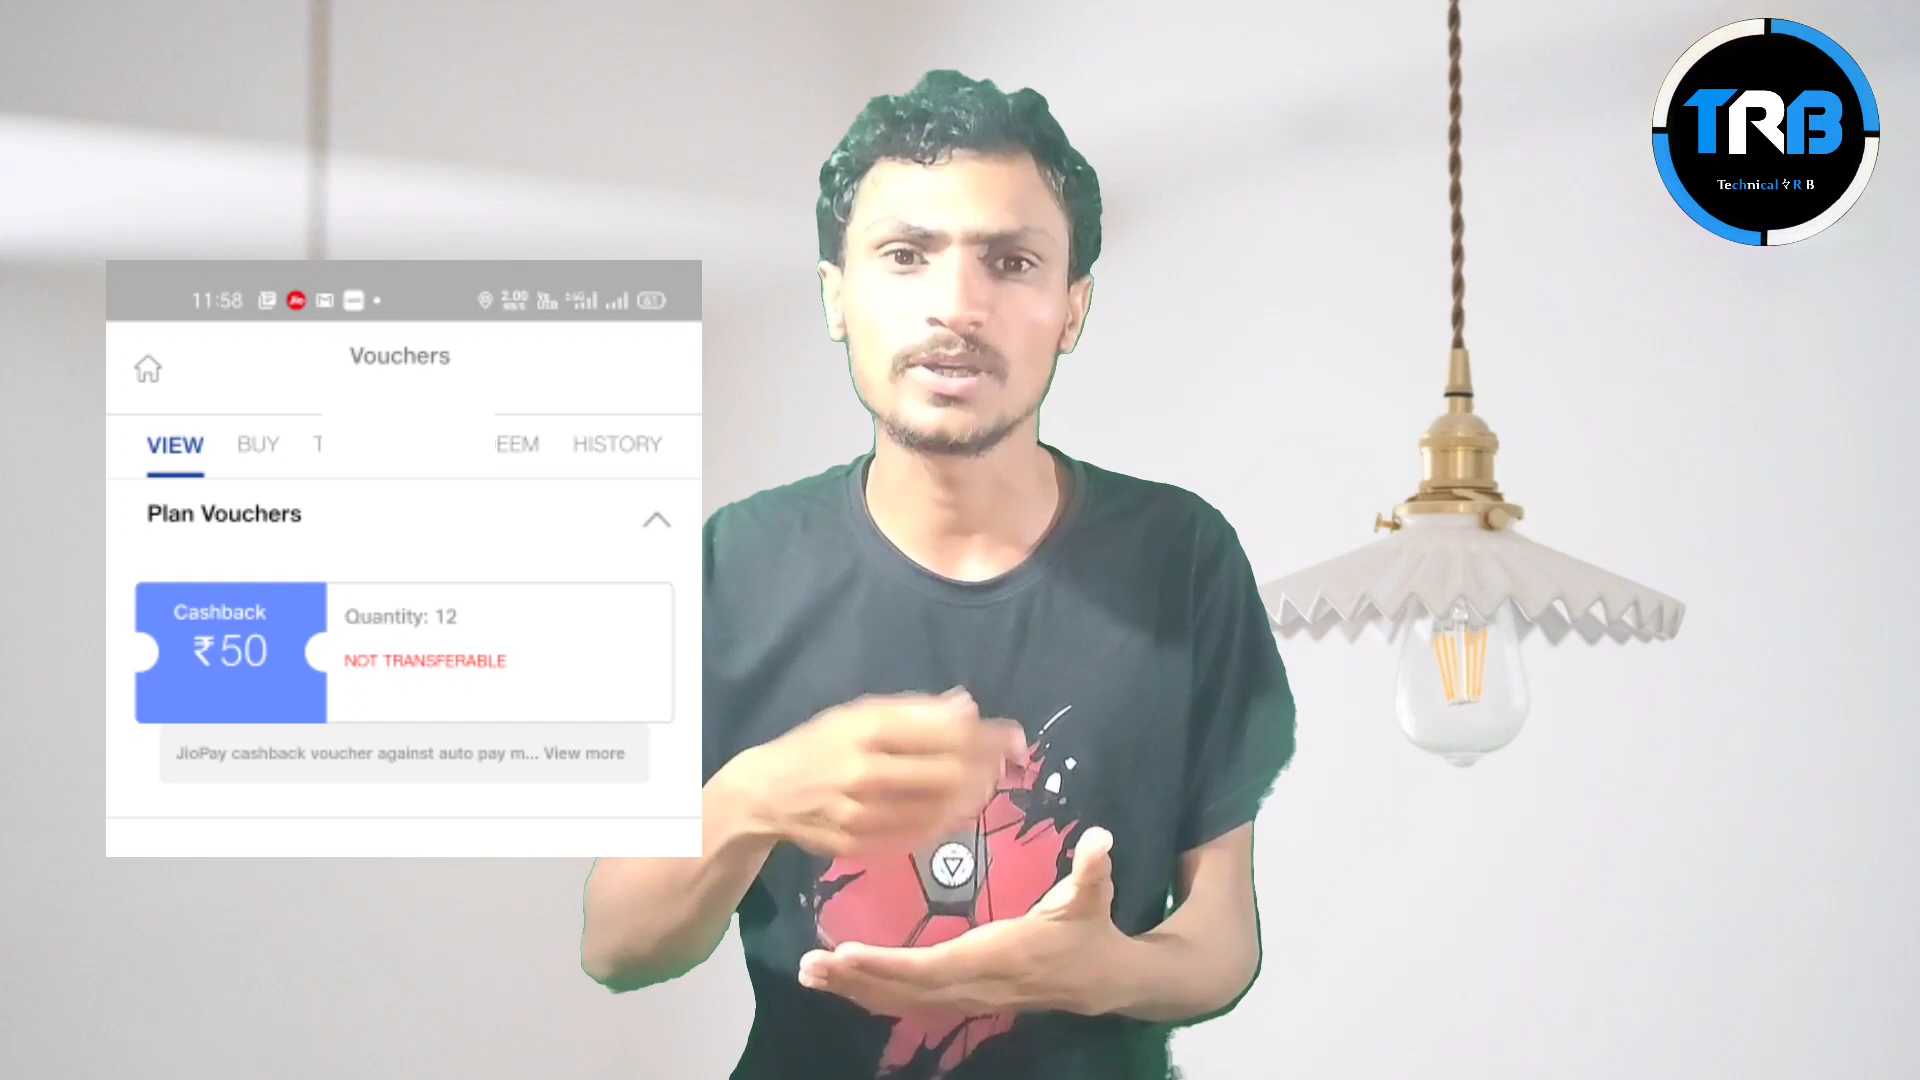 TRB
Technical R B
11:58
Vouchers
VIEW BUY T EEM HISTORY
Plan Vouchers
Cashback
₹50
Quantity: 12
NOT TRANSFERABLE
JioPay cashback voucher against auto pay m... View more